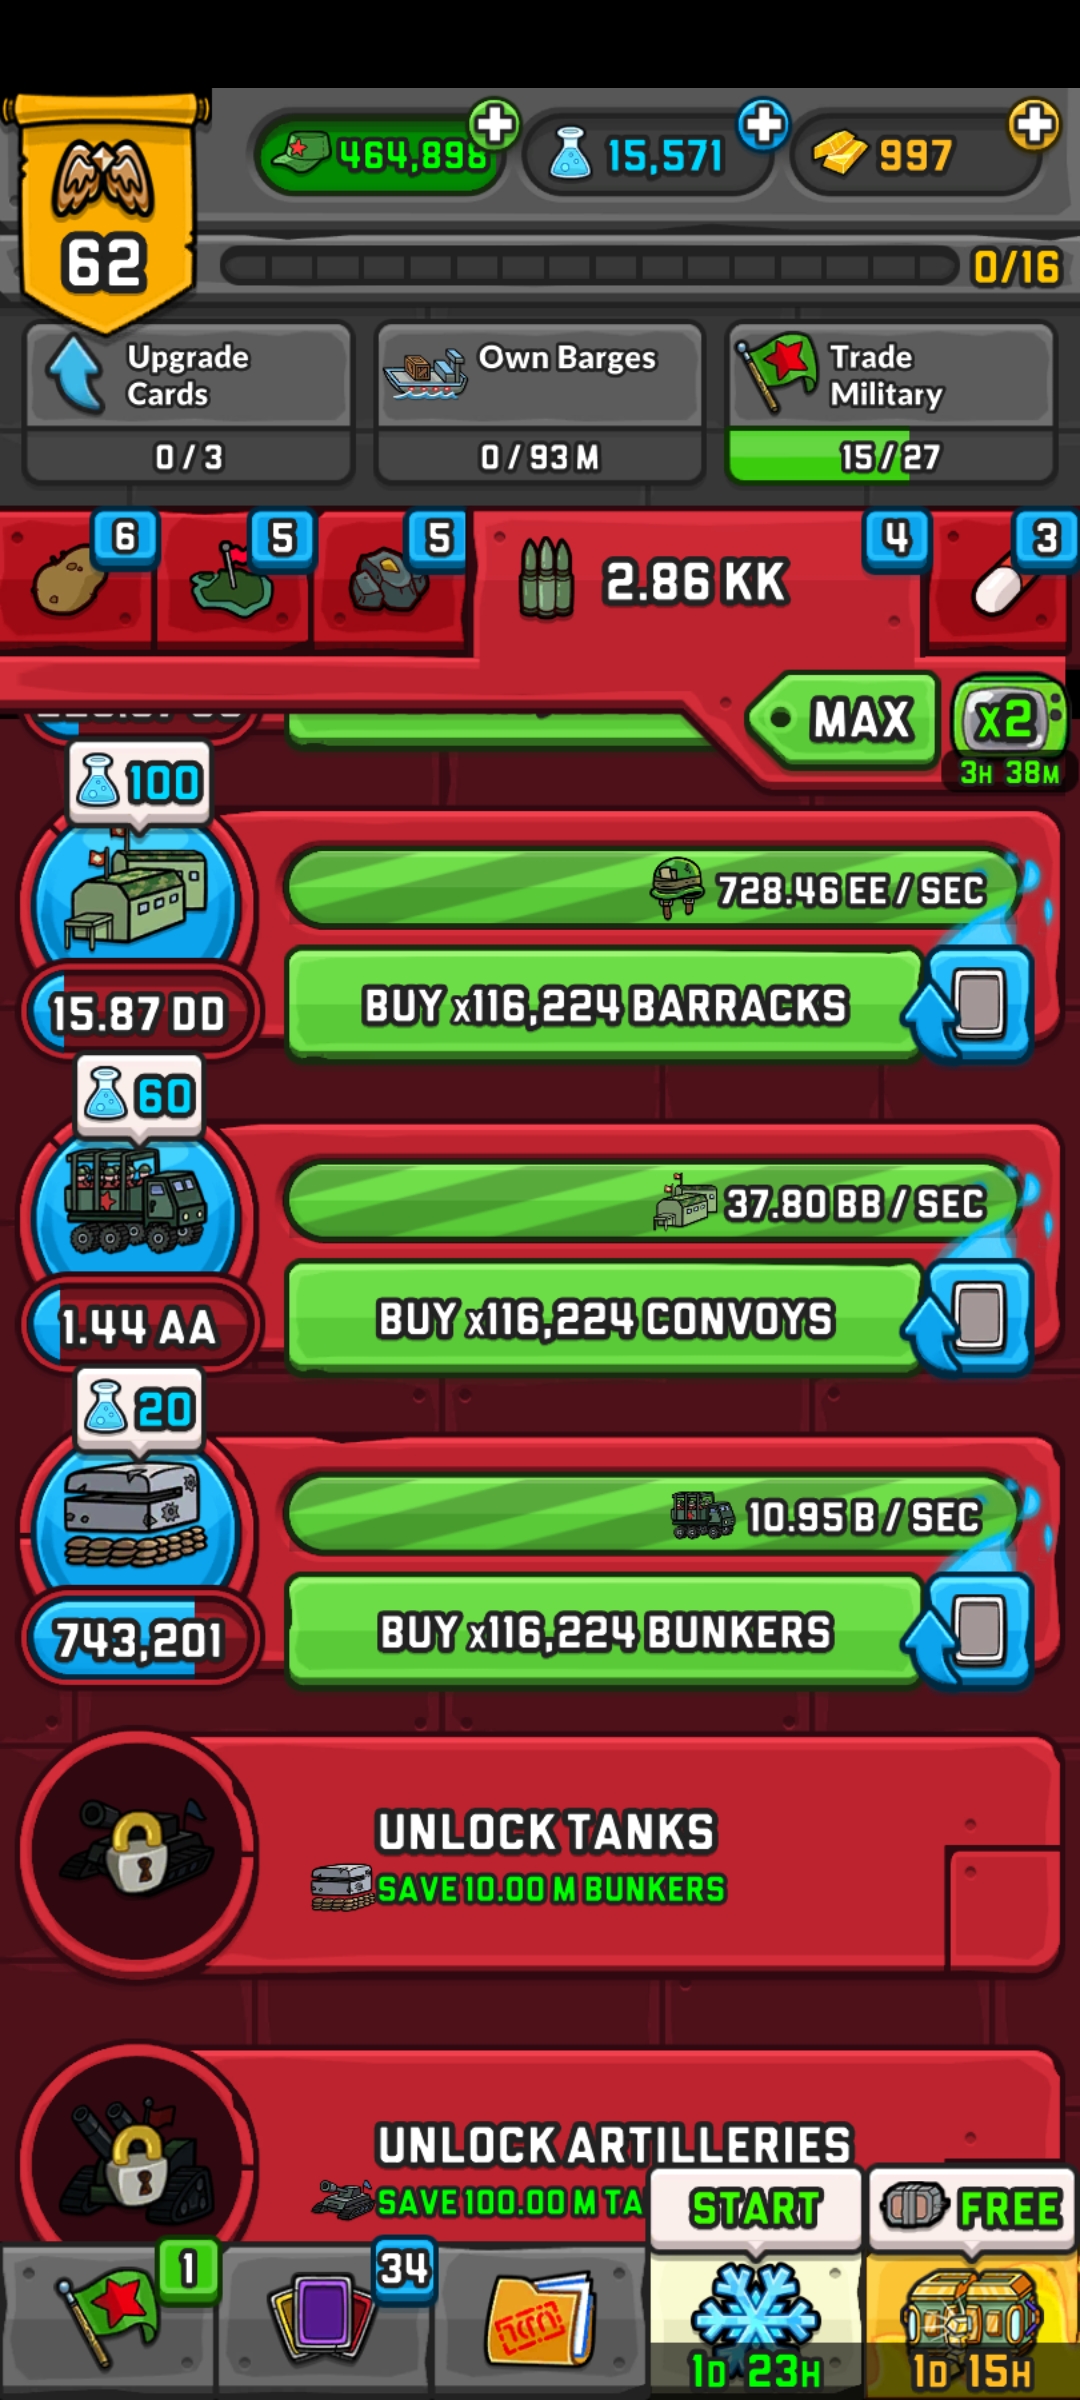 464,898
15,571
997
62
0/16
Upgrade
Cards
Own Barges
Trade
Military
0 / 3
0 / 93 M
15 / 27
6
5
5
2.86 KK
4
3
MAX
x2
3H 38M
100
728.46 EE / SEC
15.87 DD
BUY x116,224 BARRACKS
60
37.80 BB / SEC
1.44 AA
BUY x116,224 CONVOYS
20
10.95 B / SEC
743,201
BUY x116,224 BUNKERS
UNLOCK TANKS
SAVE 10.00 M BUNKERS
UNLOCK ARTILLERIES
SAVE 100.00 M TA
START
FREE
1
34
1D 23H
1D 15H